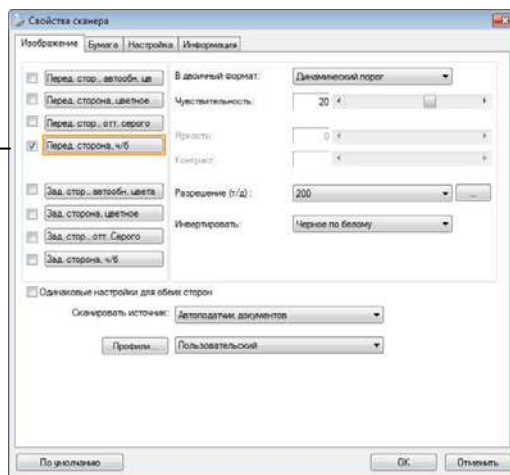 Свойства сканера
Изображение Бумага Настройка Информация
Перед. стор., автообн. цв
Перед. сторона, цветное
Перед. стор., отт. серого
Перед. сторона, ч/б
Зад. стор., автообн. цвета
Зад. сторона, цветное
Зад. стор., отт. Серого
Зад. сторона, ч/б
В двоичный формат: Динамический порог
Чувствительность: 20
Яркость: 0
Контраст:
Разрешение (т/д) : 200 ...
Инвертировать: Черное по белому
Одинаковые настройки для обеих сторон
Сканировать источник: Автоподатчик документов
Профили... Пользовательский
По умолчанию OK Отменить